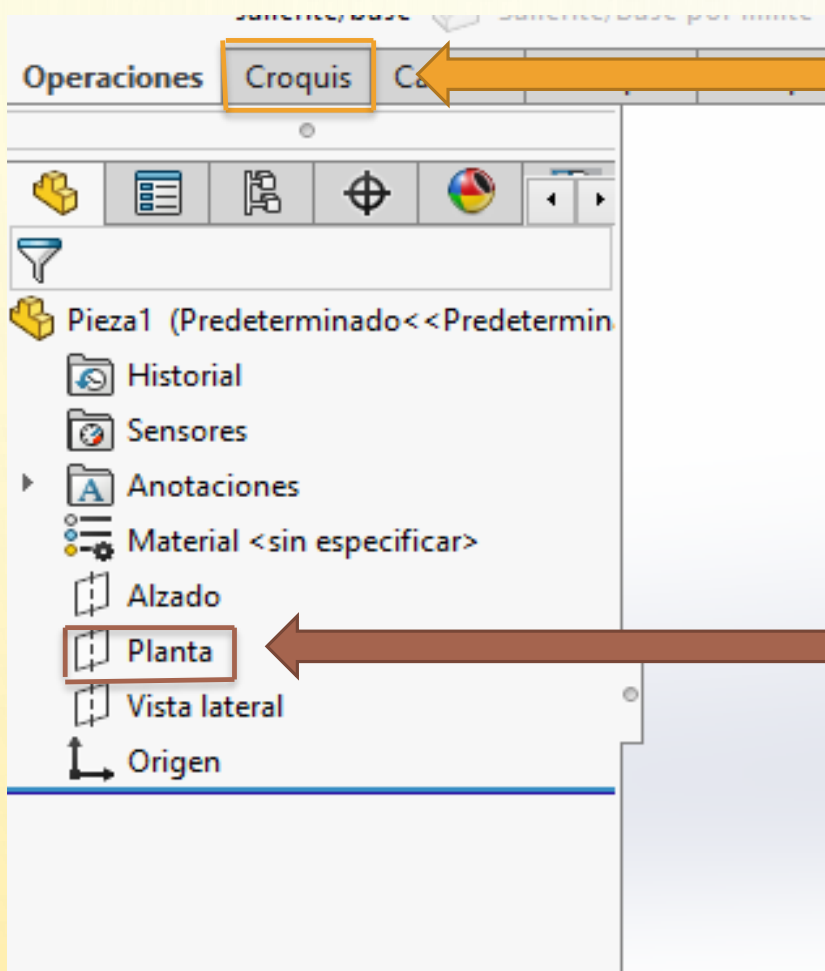 Operaciones Croquis
Pieza1 (Predeterminado<<Predetermin
Historial
Sensores
Anotaciones
Material <sin especificar>
Alzado
Planta
Vista lateral
Origen